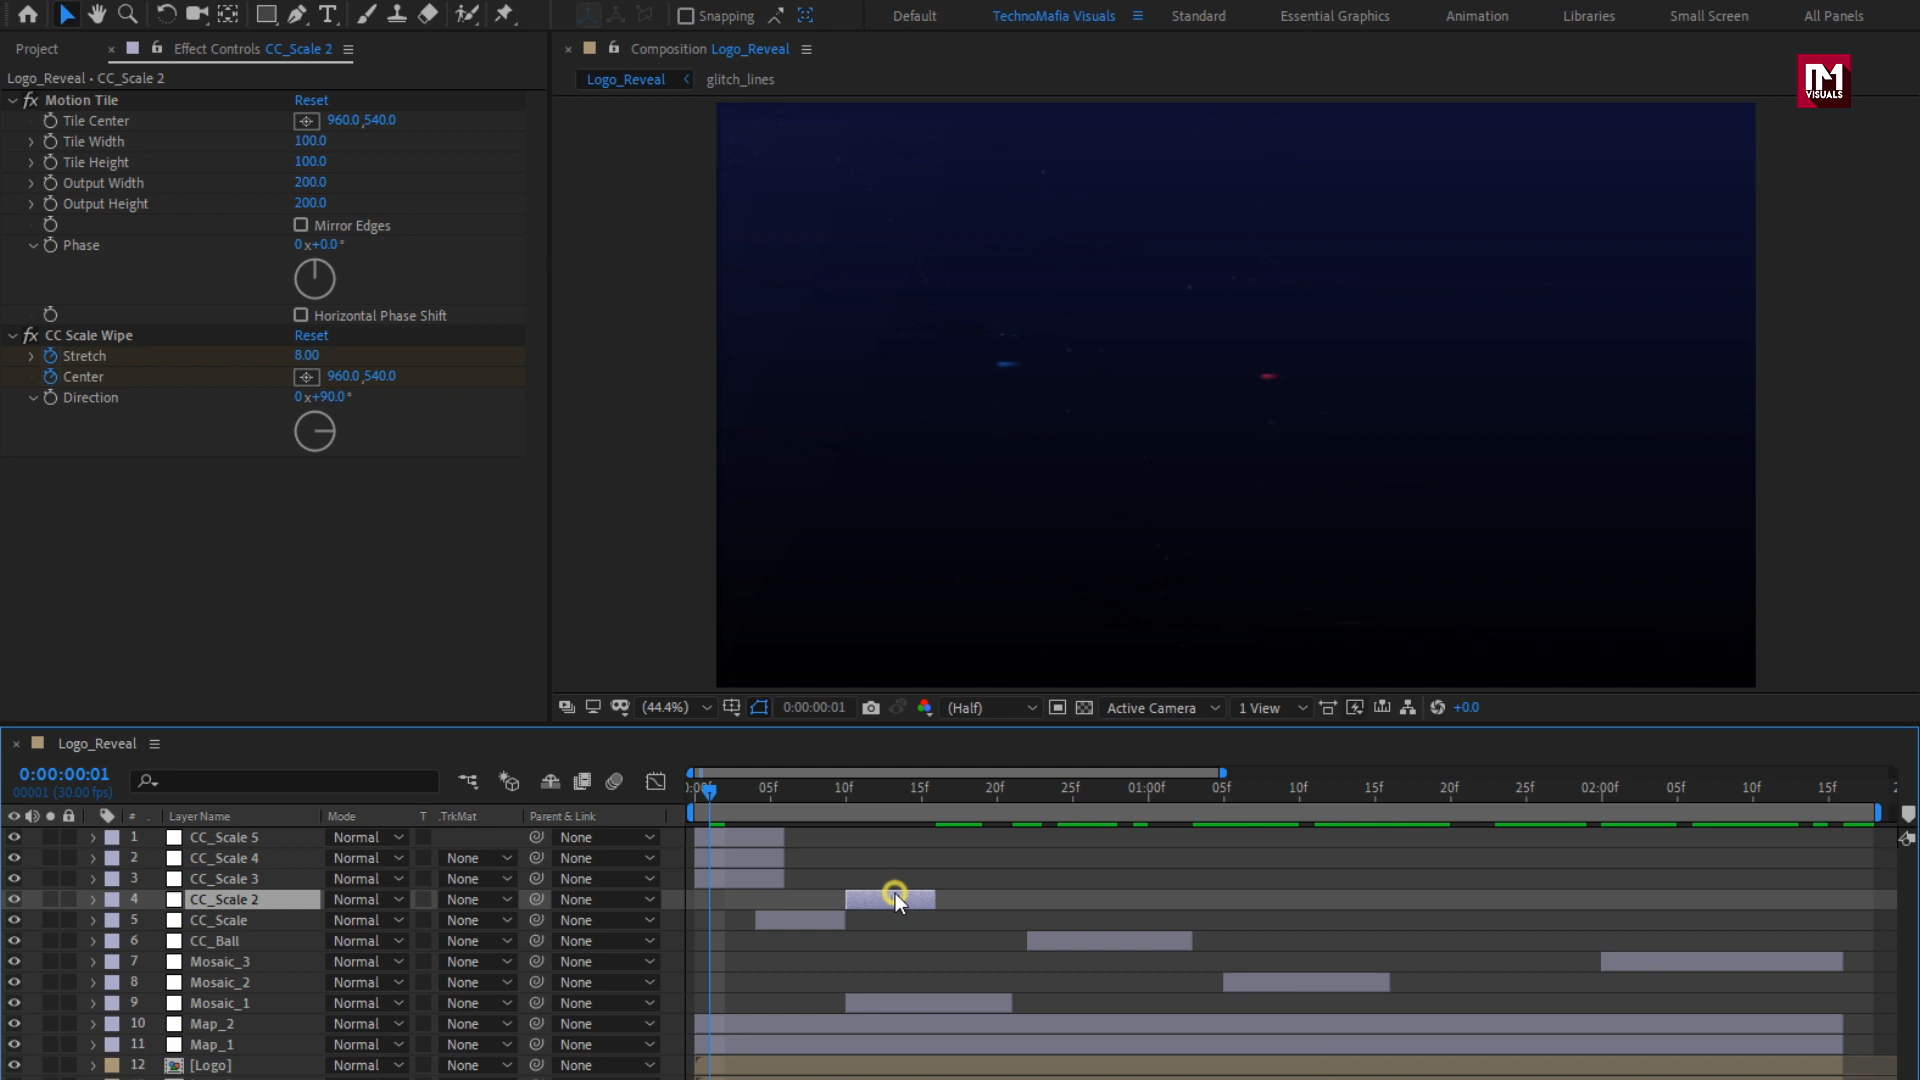 Snapping
Default
TechnoMafia Visuals
Standard
Essential Graphics
Animation
Libraries
Small Screen
All Panels
Project
Effect Controls CC_Scale 2
Composition Logo_Reveal
Logo_Reveal • CC_Scale 2
Logo_Reveal
glitch_lines
VISUALS
fx Motion Tile Reset
Tile Center 960.0,540.0
Tile Width 100.0
Tile Height 100.0
Output Width 200.0
Output Height 200.0
Mirror Edges
Phase 0x+0.0°
Horizontal Phase Shift
fx CC Scale Wipe Reset
Stretch 8.00
Center 960.0,540.0
Direction 0x+90.0°
(44.4%) 0:00:00:01 (Half) Active Camera 1 View +0.0
Logo_Reveal
0:00:00:01
00001 (30.00 fps)
05f 10f 15f 20f 25f 01:00f 05f 10f 15f 20f 25f 02:00f 05f 10f 15f
# Layer Name Mode T .TrkMat Parent & Link
1 CC_Scale 5 Normal None
2 CC_Scale 4 Normal None None
3 CC_Scale 3 Normal None None
4 CC_Scale 2 Normal None None
5 CC_Scale Normal None None
6 CC_Ball Normal None None
7 Mosaic_3 Normal None None
8 Mosaic_2 Normal None None
9 Mosaic_1 Normal None None
10 Map_2 Normal None None
11 Map_1 Normal None None
12 [Logo] Normal None None